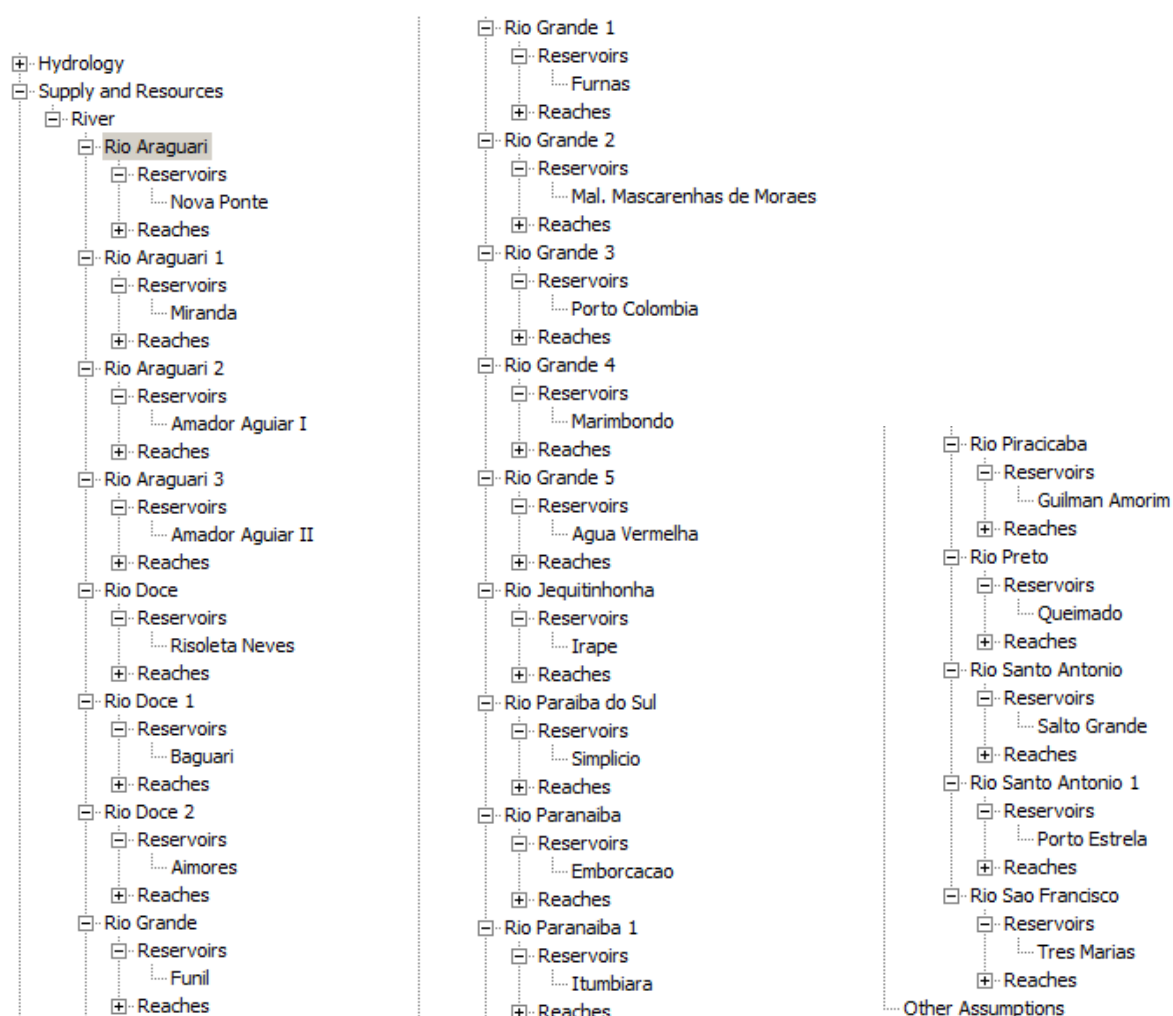 Hydrology
Supply and Resources
River
Rio Araguari
Reservoirs
Nova Ponte
Reaches
Rio Araguari 1
Reservoirs
Miranda
Reaches
Rio Araguari 2
Reservoirs
Amador Aguiar I
Reaches
Rio Araguari 3
Reservoirs
Amador Aguiar II
Reaches
Rio Doce
Reservoirs
Risoleta Neves
Reaches
Rio Doce 1
Reservoirs
Baguari
Reaches
Rio Doce 2
Reservoirs
Aimores
Reaches
Rio Grande
Reservoirs
Funil
Reaches
Rio Grande 1
Reservoirs
Furnas
Reaches
Rio Grande 2
Reservoirs
Mal. Mascarenhas de Moraes
Reaches
Rio Grande 3
Reservoirs
Porto Colombia
Reaches
Rio Grande 4
Reservoirs
Marimbondo
Reaches
Rio Grande 5
Reservoirs
Agua Vermelha
Reaches
Rio Jequitinhonha
Reservoirs
Irape
Reaches
Rio Paraiba do Sul
Reservoirs
Simplicio
Reaches
Rio Paranaiba
Reservoirs
Emborcacao
Reaches
Rio Paranaiba 1
Reservoirs
Itumbiara
Reaches
Rio Piracicaba
Reservoirs
Guilman Amorim
Reaches
Rio Preto
Reservoirs
Queimado
Reaches
Rio Santo Antonio
Reservoirs
Salto Grande
Reaches
Rio Santo Antonio 1
Reservoirs
Porto Estrela
Reaches
Rio Sao Francisco
Reservoirs
Tres Marias
Reaches
Other Assumptions